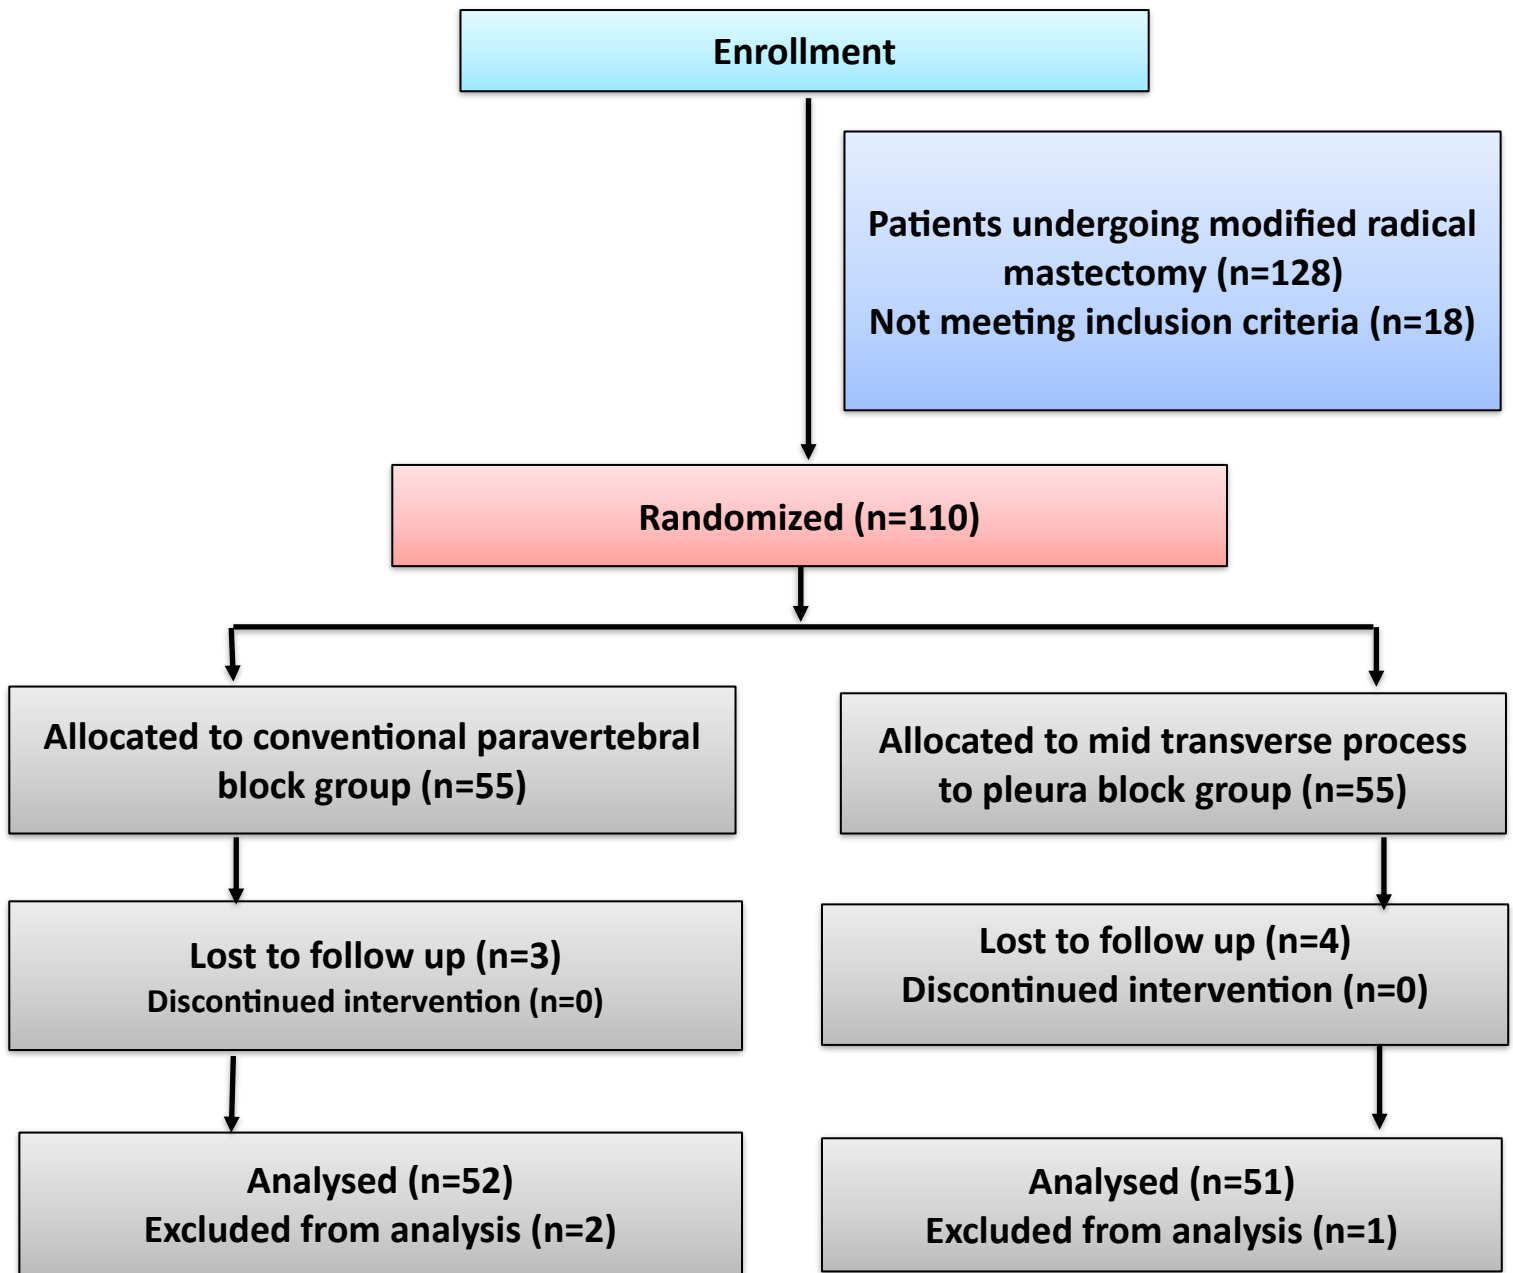 Enrollment
Patients undergoing modified radical
mastectomy (n=128)
Not meeting inclusion criteria (n=18)
Randomized (n=110)
Allocated to conventional paravertebral
block group (n=55)
Allocated to mid transverse process
to pleura block group (n=55)
Lost to follow up (n=3)
Discontinued intervention (n=0)
Lost to follow up (n=4)
Discontinued intervention (n=0)
Analysed (n=52)
Excluded from analysis (n=2)
Analysed (n=51)
Excluded from analysis (n=1)